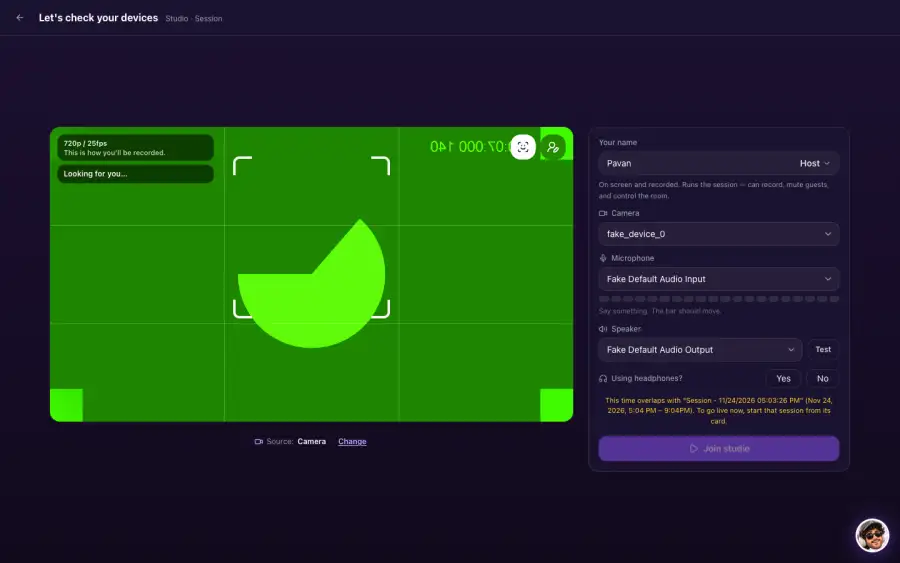 Let's check your devices Studio · Session
720p / 25fps
This is how you'll be recorded.
Looking for you...
Source: Camera Change
Your name
Pavan Host
On screen and recorded. Runs the session — can record, mute guests,
and control the room.
Camera
fake_device_0
Microphone
Fake Default Audio Input
Say something. The bar should move.
Speaker
Fake Default Audio Output Test
Using headphones? Yes No
This time overlaps with "Session - 11/24/2026 05:03:26 PM" (Nov 24,
2026, 5:04 PM – 9:04PM). To go live now, start that session from its
card.
Join studio